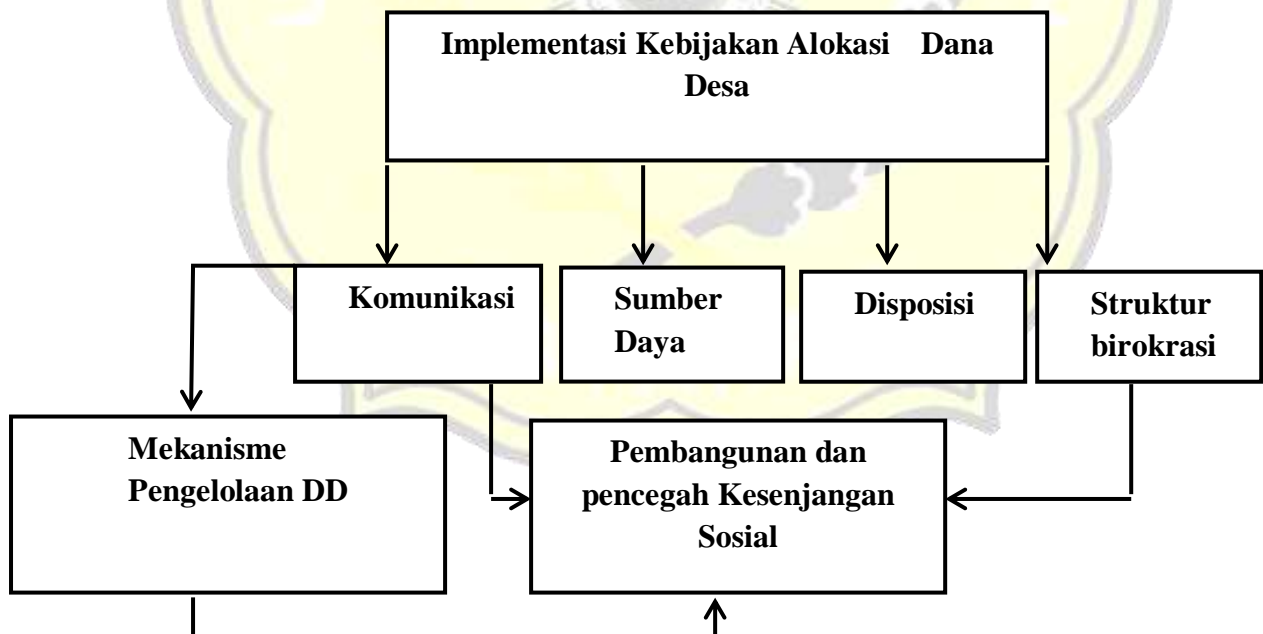 Implementasi Kebijakan Alokasi Dana
Desa
Komunikasi
Sumber
Daya
Disposisi
Struktur
birokrasi
Mekanisme
Pengelolaan DD
Pembangunan dan
pencegah Kesenjangan
Sosial